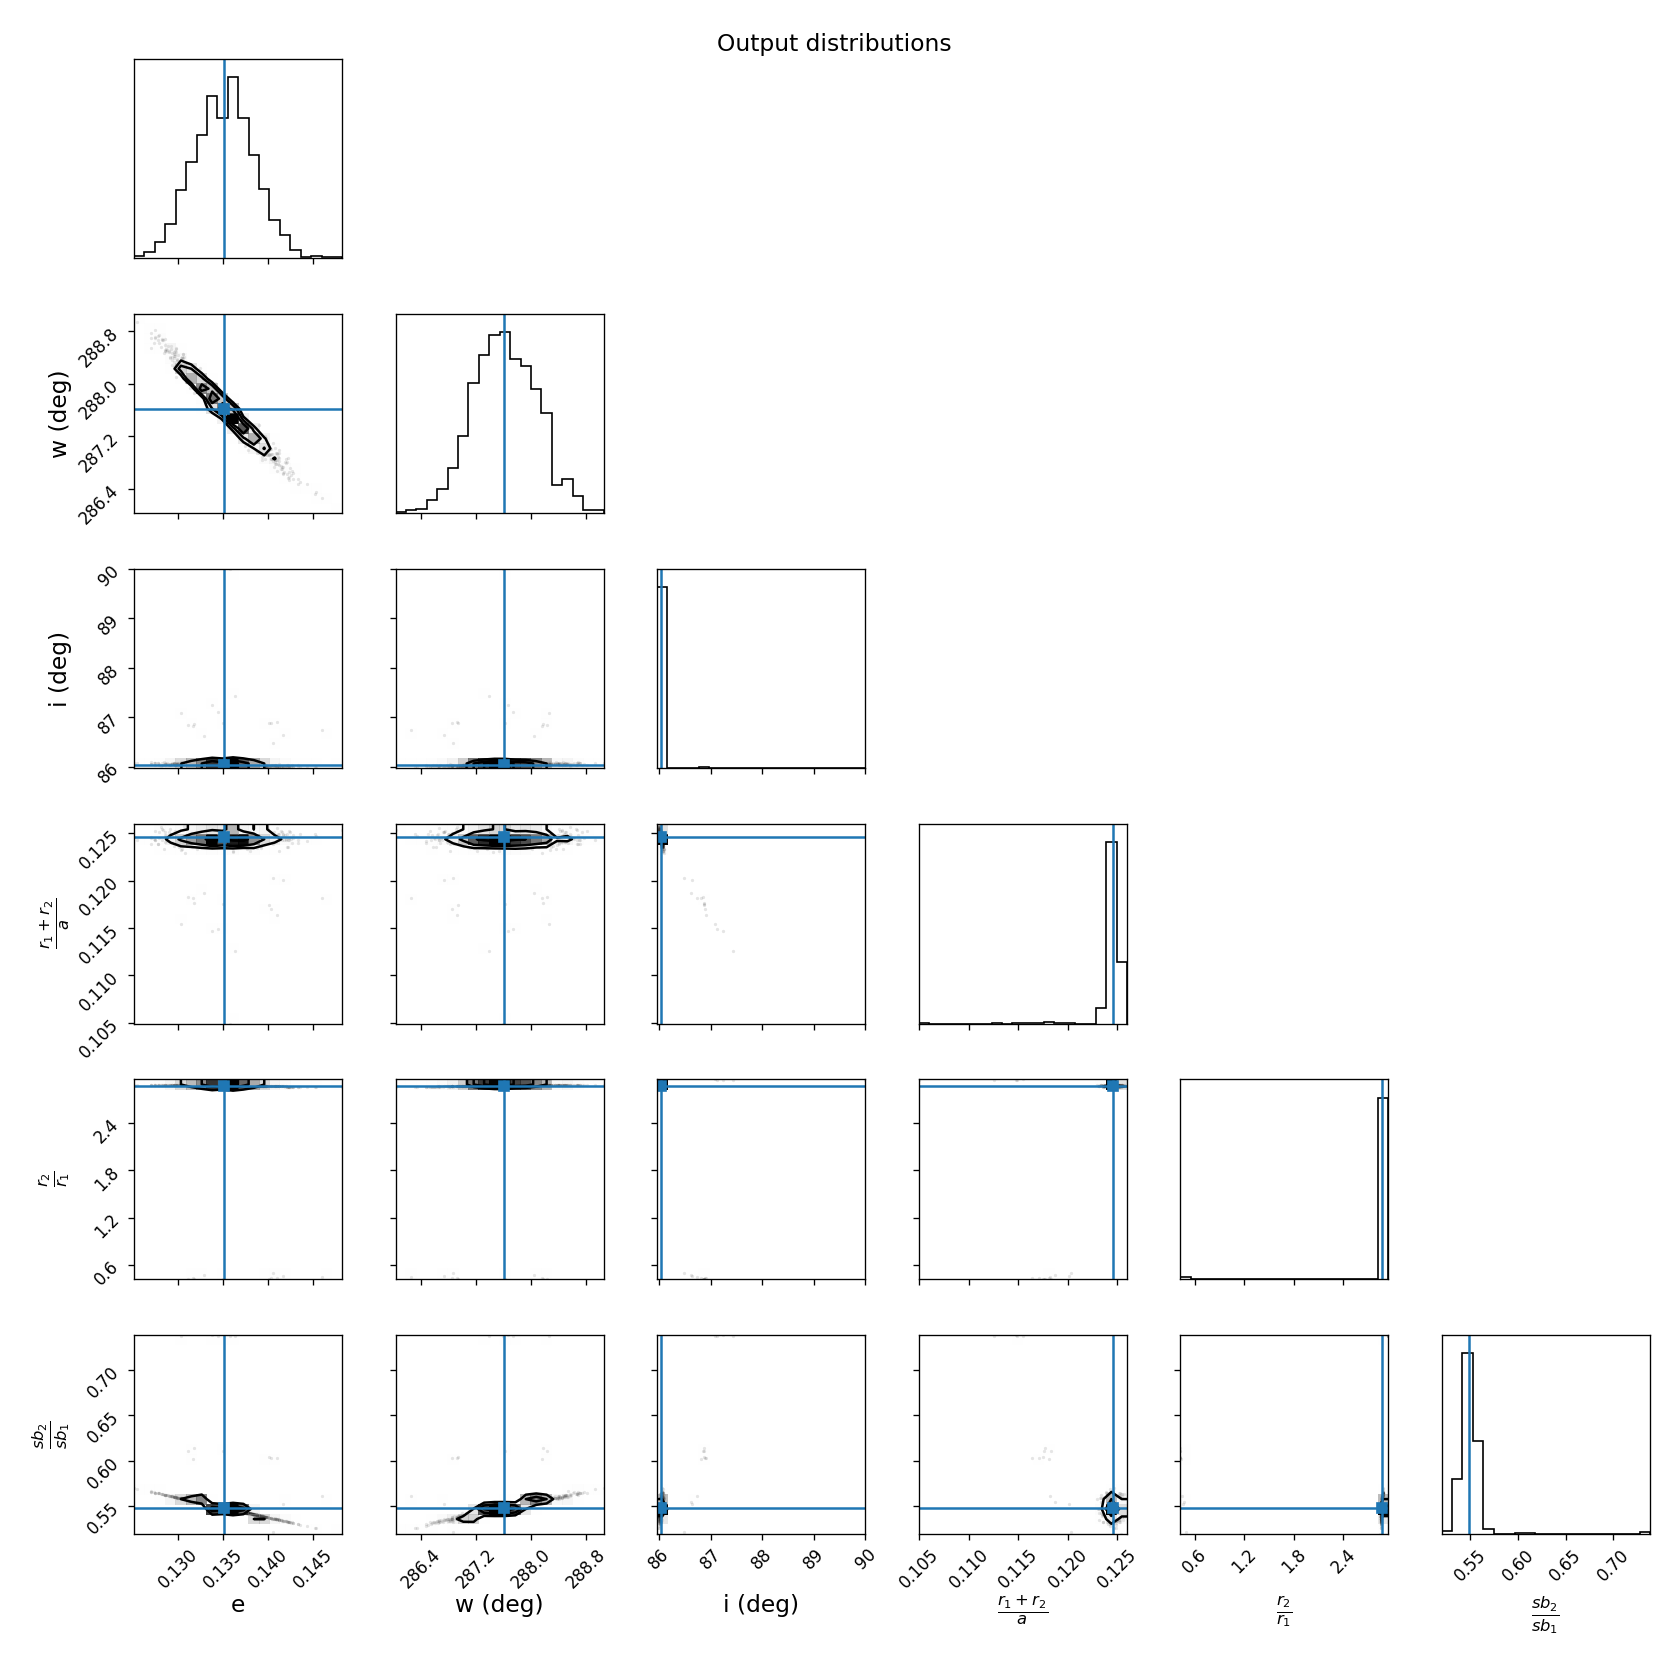 Output distributions
w (deg)
288.8
288.0
287.2
286.4
i (deg)
90
89
88
87
86
r₁ + r₂
a
0.125
0.120
0.115
0.110
0.105
r₂
r₁
2.4
1.8
1.2
0.6
sb₂
sb₁
0.70
0.65
0.60
0.55
0.130 0.135 0.140 0.145
286.4 287.2 288.0 288.8
86 87 88 89 90
0.105 0.110 0.115 0.120 0.125
0.6 1.2 1.8 2.4
0.55 0.60 0.65 0.70
e
w (deg)
i (deg)
r₁ + r₂
a
r₂
r₁
sb₂
sb₁